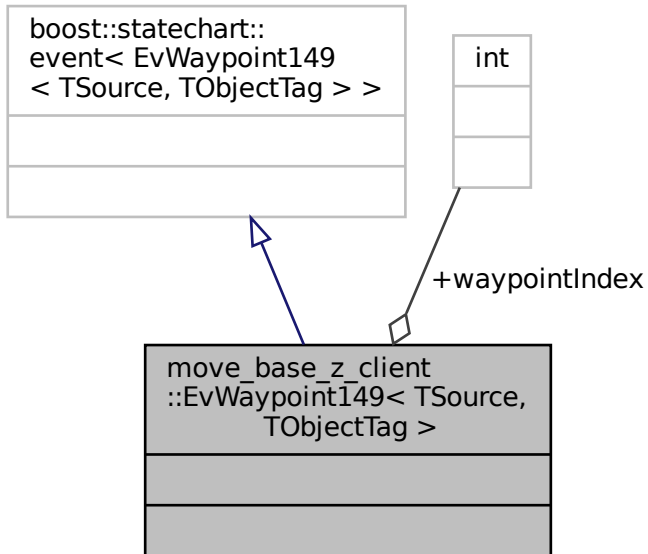 boost::statechart::
event< EvWaypoint149
< TSource, TObjectTag > >
int
+waypointIndex
move_base_z_client
::EvWaypoint149< TSource,
TObjectTag >